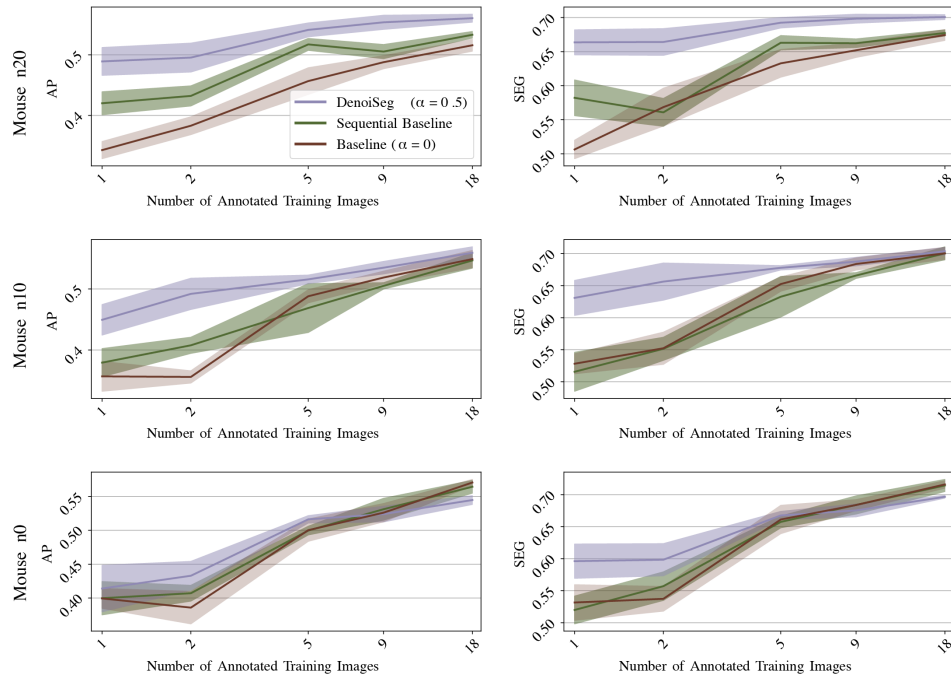 Mouse n20
AP
0.5
0.4
DenoiSeg (α = 0 .5)
Sequential Baseline
Baseline (α = 0)
1
2
5
9
18
Number of Annotated Training Images
SEG
0.70
0.65
0.60
0.55
0.50
1
2
5
9
18
Number of Annotated Training Images
Mouse n10
AP
0.5
0.4
1
2
5
9
18
Number of Annotated Training Images
SEG
0.70
0.65
0.60
0.55
0.50
1
2
5
9
18
Number of Annotated Training Images
Mouse n0
AP
0.55
0.50
0.45
0.40
1
2
5
9
18
Number of Annotated Training Images
SEG
0.70
0.65
0.60
0.55
0.50
1
2
5
9
18
Number of Annotated Training Images